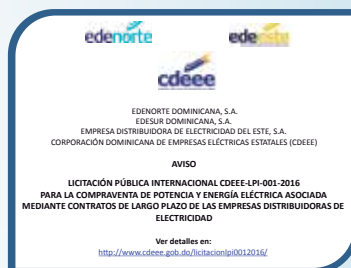 edenorte
edeeste
cdeee
EDENORTE DOMINICANA, S.A.
EDESUR DOMINICANA, S.A.
EMPRESA DISTRIBUIDORA DE ELECTRICIDAD DEL ESTE, S.A.
CORPORACIÓN DOMINICANA DE EMPRESAS ELÉCTRICAS ESTATALES (CDEEE)
AVISO
LICITACIÓN PÚBLICA INTERNACIONAL CDEEE-LPI-001-2016
PARA LA COMPRAVENTA DE POTENCIA Y ENERGÍA ELÉCTRICA ASOCIADA
MEDIANTE CONTRATOS DE LARGO PLAZO DE LAS EMPRESAS DISTRIBUIDORAS DE
ELECTRICIDAD
Ver detalles en:
http://www.cdeee.gob.do/licitacionlpi0012016/